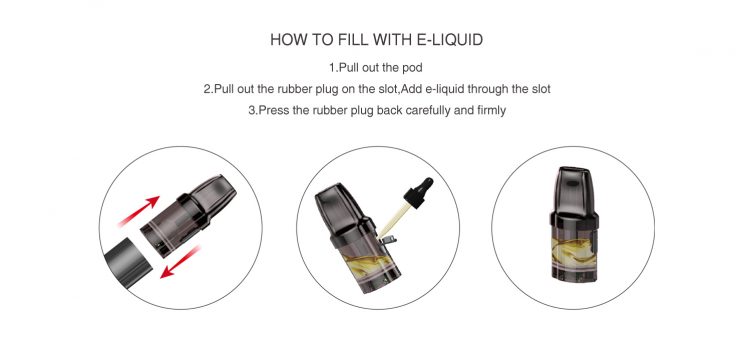 HOW TO FILL WITH E-LIQUID
1.Pull out the pod
2.Pull out the rubber plug on the slot,Add e-liquid through the slot
3.Press the rubber plug back carefully and firmly